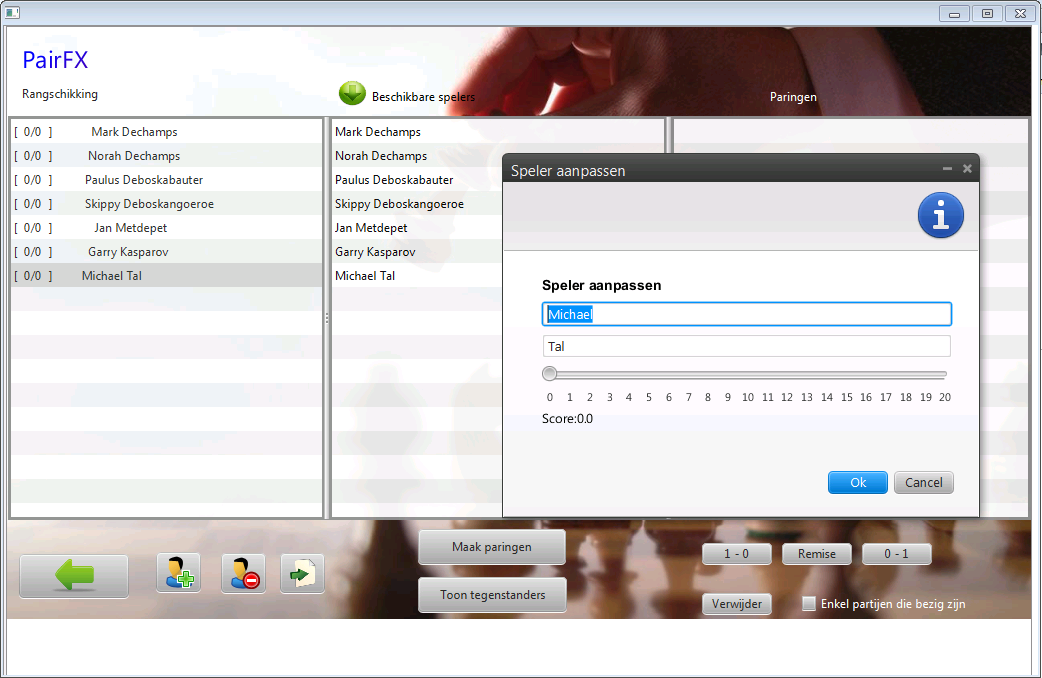 PairFX
Rangschikking
Beschikbare spelers
Paringen
[ 0/0 ] Mark Dechamps
[ 0/0 ] Norah Dechamps
[ 0/0 ] Paulus Deboskabauter
[ 0/0 ] Skippy Deboskangoeroe
[ 0/0 ] Jan Metdepet
[ 0/0 ] Garry Kasparov
[ 0/0 ] Michael Tal
Mark Dechamps
Norah Dechamps
Paulus Deboskabauter
Skippy Deboskangoeroe
Jan Metdepet
Garry Kasparov
Michael Tal
Speler aanpassen
Speler aanpassen
Michael
Tal
0 1 2 3 4 5 6 7 8 9 10 11 12 13 14 15 16 17 18 19 20
Score:0.0
Ok Cancel
Maak paringen
Toon tegenstanders
1 - 0 Remise 0 - 1
Verwijder Enkel partijen die bezig zijn